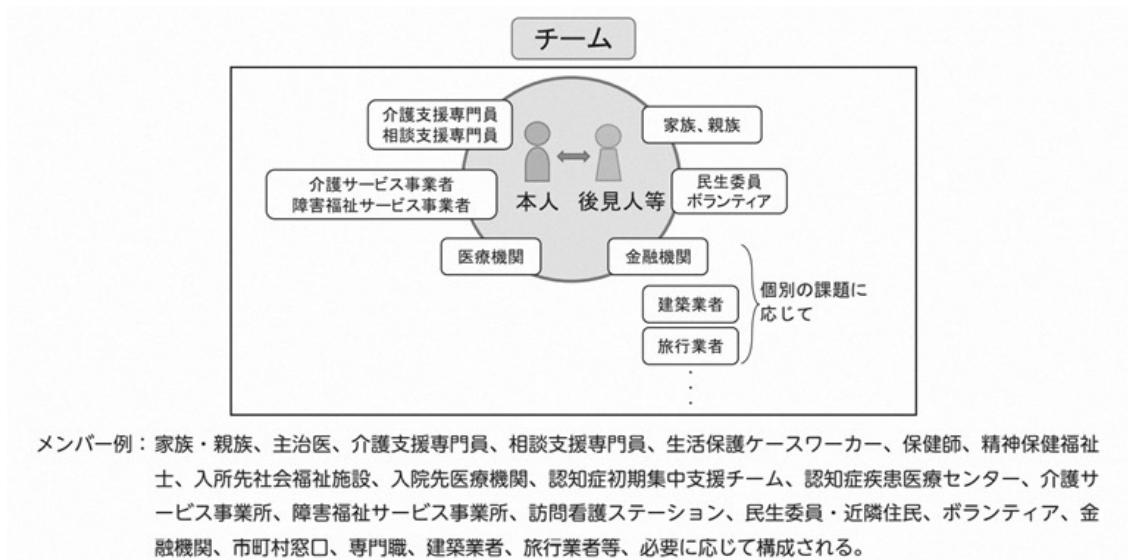 チーム
介護支援専門員
相談支援専門員
家族、親族
介護サービス事業者
障害福祉サービス事業者
民生委員
ボランティア
本人 後見人等
医療機関
金融機関
建築業者
旅行業者
個別の課題に
応じて
メンバー例：家族・親族、主治医、介護支援専門員、相談支援専門員、生活保護ケースワーカー、保健師、精神保健福祉
士、入所先社会福祉施設、入院先医療機関、認知症初期集中支援チーム、認知症疾患医療センター、介護サ
ービス事業所、障害福祉サービス事業所、訪問看護ステーション、民生委員・近隣住民、ボランティア、金
融機関、市町村窓口、専門職、建築業者、旅行業者等、必要に応じて構成される。